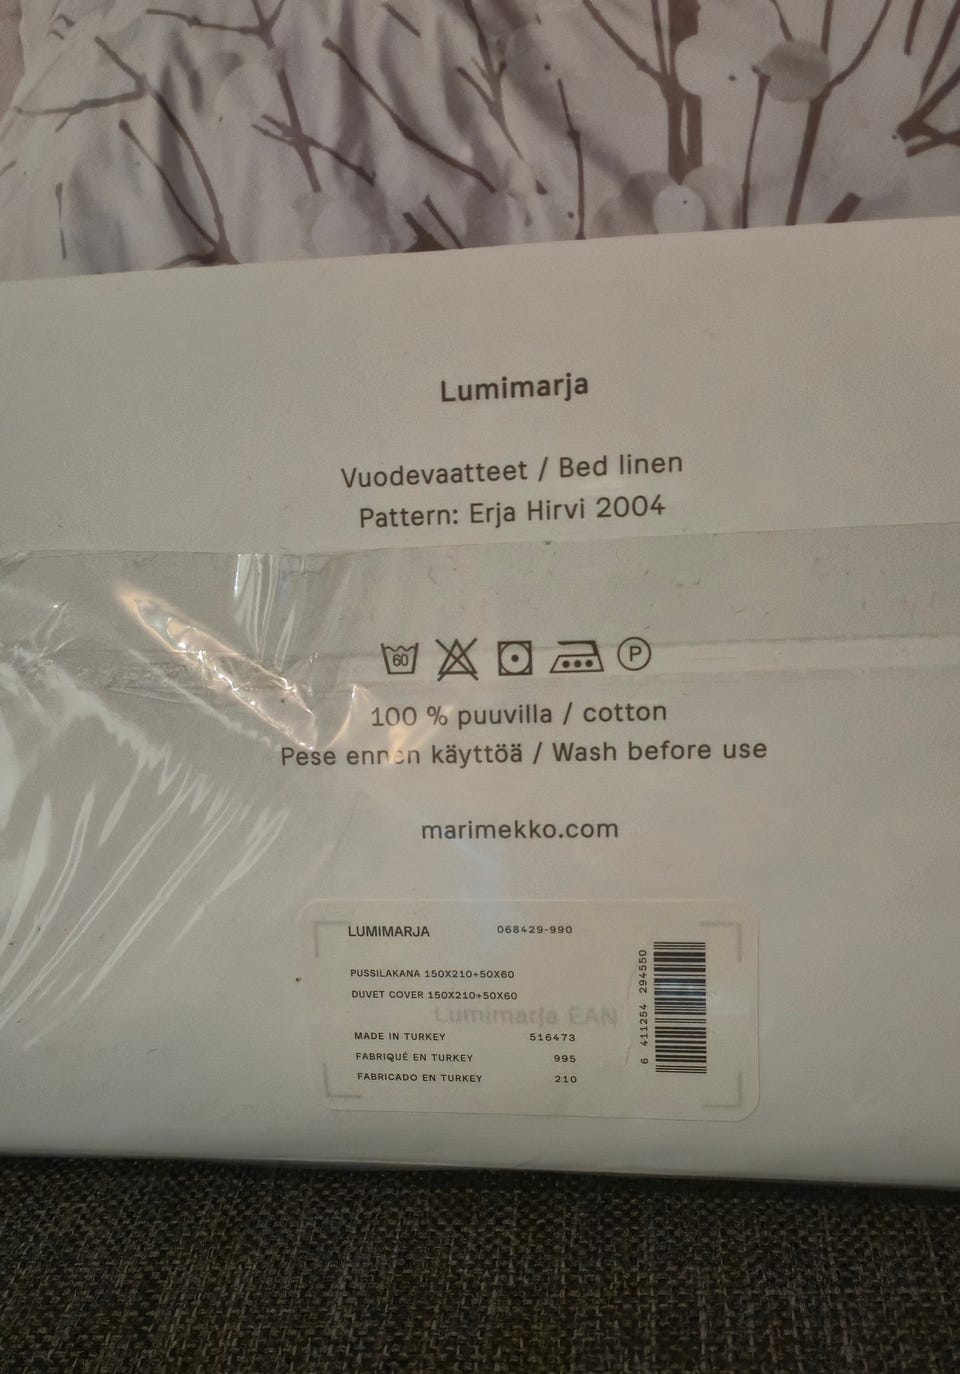 Lumimarja
Vuodevaatteet / Bed linen
Pattern: Erja Hirvi 2004
60 P
100 % puuvilla / cotton
Pese ennen käyttöä / Wash before use
marimekko.com
LUMIMARJA 068429-990
PUSSILAKANA 150X210+50X60
DUVET COVER 150X210+50X60
Lumimarja EAN
MADE IN TURKEY 516473
FABRIQUÉ EN TURKEY 995
FABRICADO EN TURKEY 210
6 411254 294550